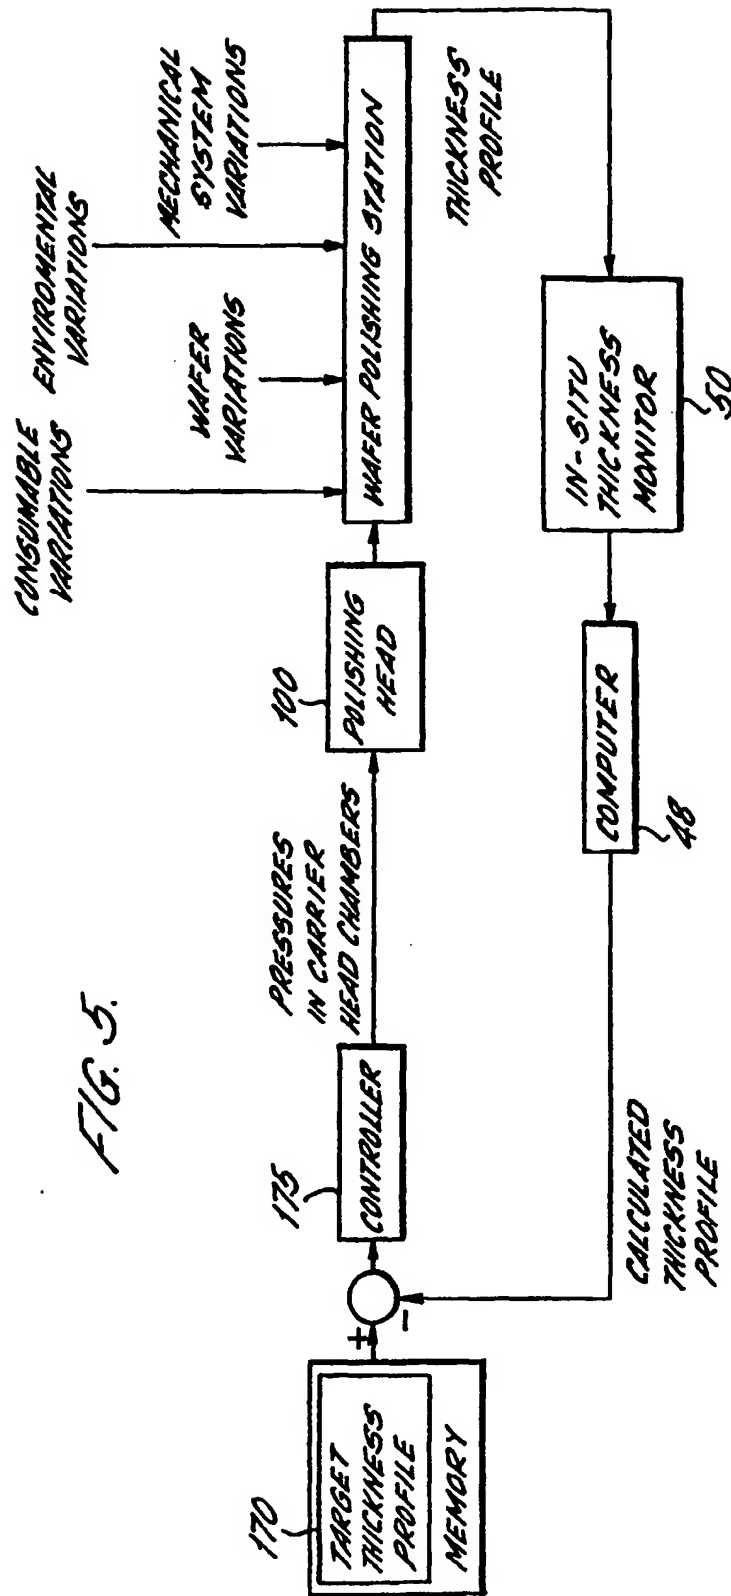 FIG. 5.
CONSUMABLE
VARIATIONS
ENVIROMENTAL
VARIATIONS
WAFER
VARIATIONS
MECHANICAL
SYSTEM
VARIATIONS
170
TARGET
THICKNESS
PROFILE
MEMORY
+
-
175
CONTROLLER
PRESSURES
IN CARRIER
HEAD CHAMBERS
100
POLISHING
HEAD
WAFER POLISHING STATION
THICKNESS
PROFILE
IN-SITU
THICKNESS
MONITOR
50
COMPUTER
48
CALCULATED
THICKNESS
PROFILE